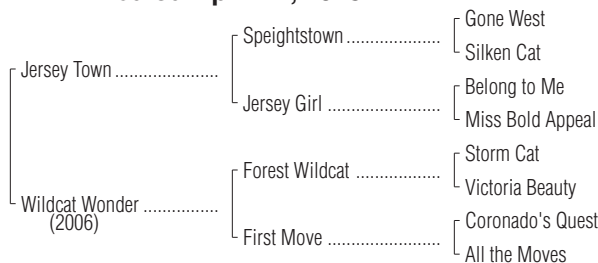 Gone West
Speightstown
Silken Cat
Jersey Town
Belong to Me
Jersey Girl
Miss Bold Appeal
Storm Cat
Forest Wildcat
Victoria Beauty
Wildcat Wonder
(2006)
Coronado's Quest
First Move
All the Moves